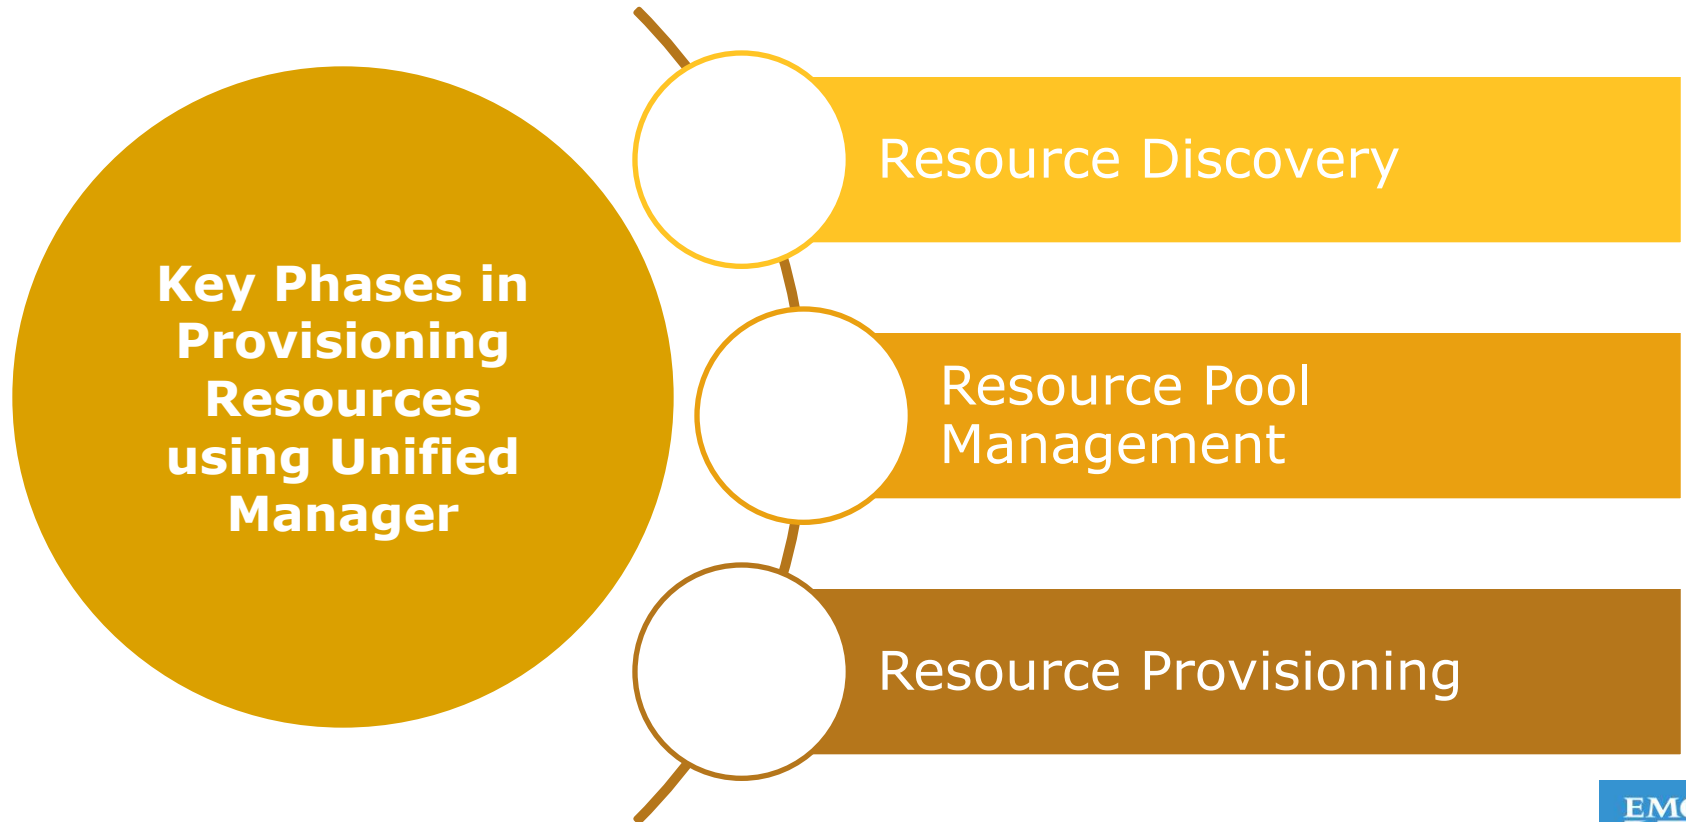 Key Phases in
Provisioning
Resources
using Unified
Manager
Resource Discovery
Resource Pool
Management
Resource Provisioning